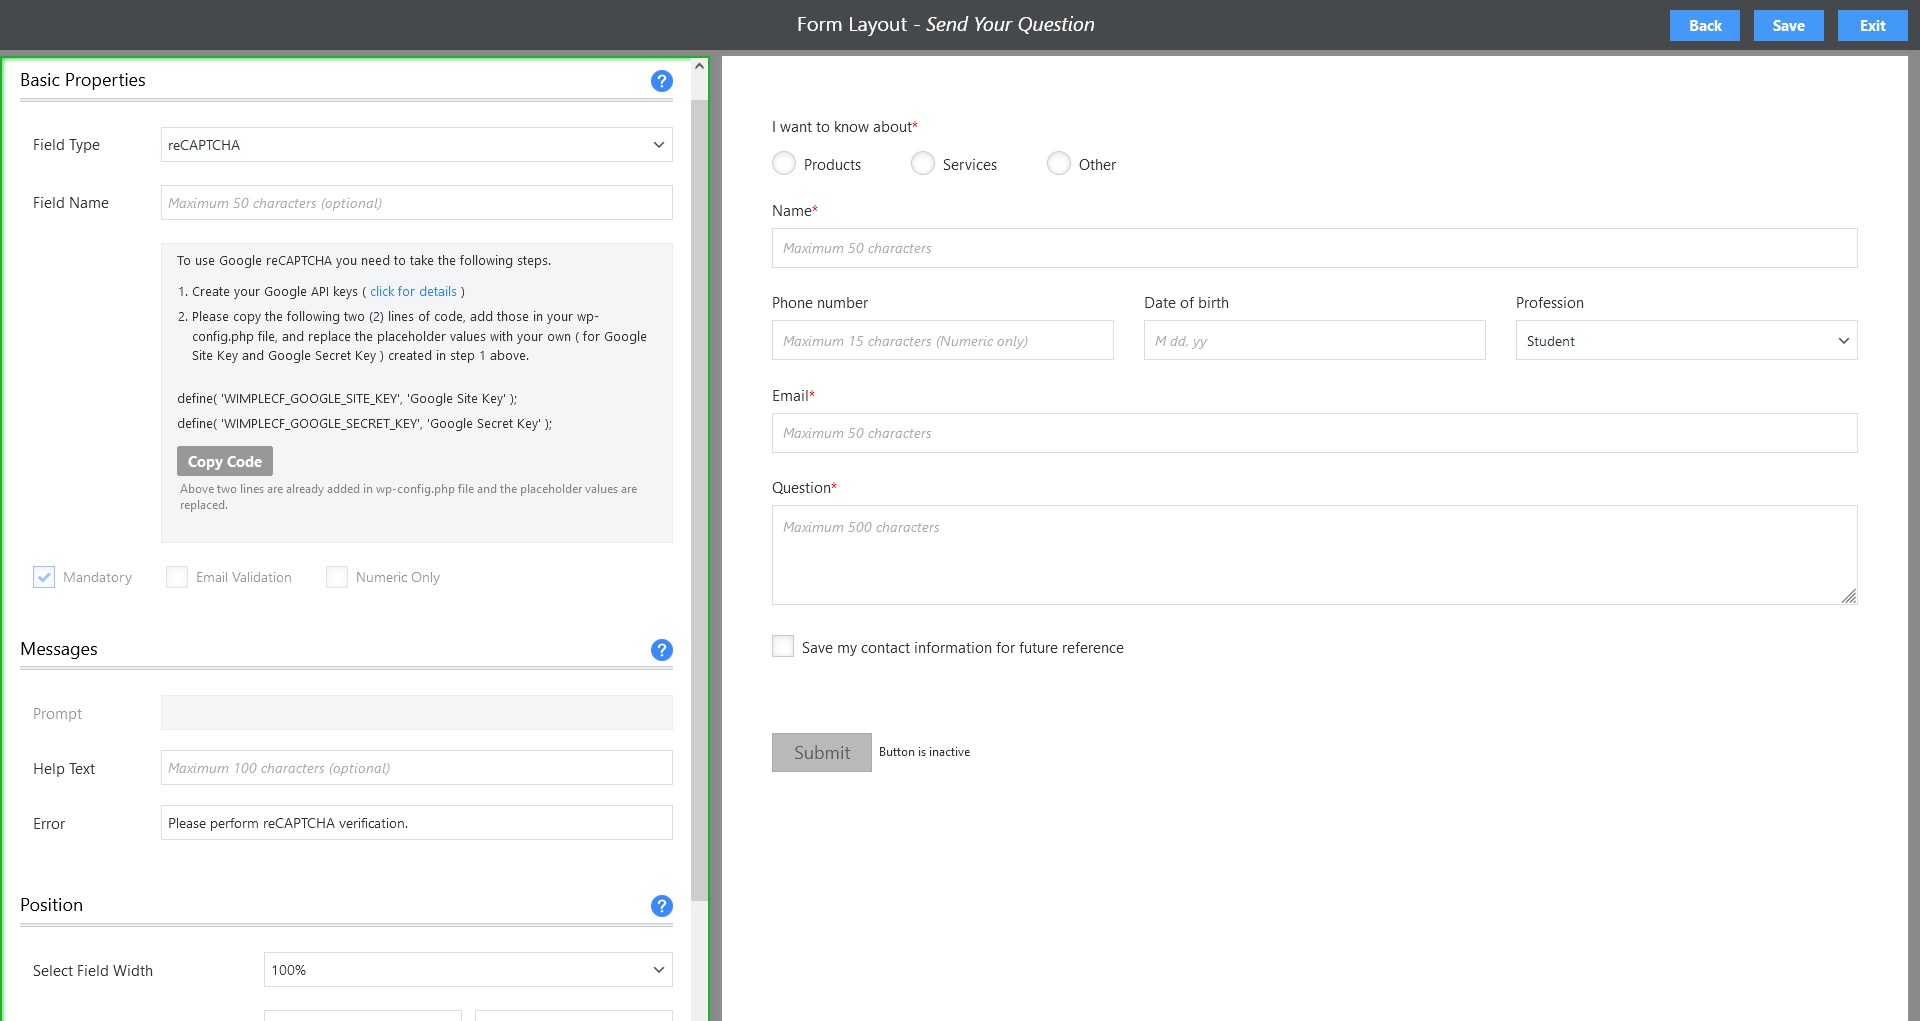 Form Layout - Send Your Question
Back
Save
Exit
Basic Properties
?
Field Type
reCAPTCHA
Field Name
Maximum 50 characters (optional)
To use Google reCAPTCHA you need to take the following steps.
1. Create your Google API keys ( click for details )
2. Please copy the following two (2) lines of code, add those in your wp-
config.php file, and replace the placeholder values with your own ( for Google
Site Key and Google Secret Key ) created in step 1 above.
define( 'WIMPLECF_GOOGLE_SITE_KEY', 'Google Site Key' );
define( 'WIMPLECF_GOOGLE_SECRET_KEY', 'Google Secret Key' );
Copy Code
Above two lines are already added in wp-config.php file and the placeholder values are
replaced.
Mandatory
Email Validation
Numeric Only
Messages
?
Prompt
Help Text
Maximum 100 characters (optional)
Error
Please perform reCAPTCHA verification.
Position
?
Select Field Width
100%
I want to know about*
Products
Services
Other
Name*
Maximum 50 characters
Phone number
Date of birth
Profession
Maximum 15 characters (Numeric only)
M dd, yy
Student
Email*
Maximum 50 characters
Question*
Maximum 500 characters
Save my contact information for future reference
Submit
Button is inactive